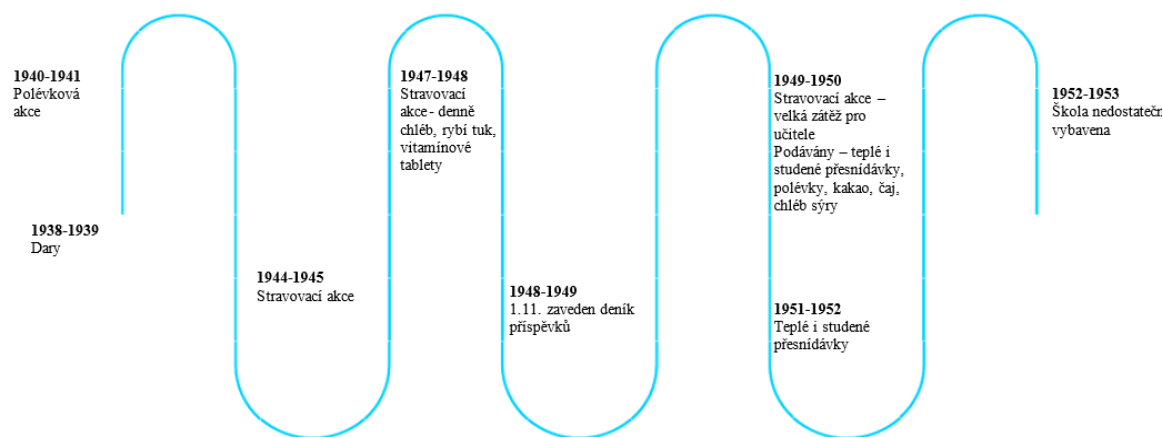 1940-1941
Polévková
akce
1938-1939
Dary
1944-1945
Stravovací akce
1947-1948
Stravovací
akce - denně
chléb, rybí tuk,
vitamínové
tablety
1948-1949
1.11. zaveden deník
příspěvků
1949-1950
Stravovací akce –
velká zátěž pro
učitele
Podávány – teplé i
studené přesnídávky,
polévky, kakao, čaj,
chléb sýry
1951-1952
Teplé i studené
přesnídávky
1952-1953
Škola nedostatečn
vybavena